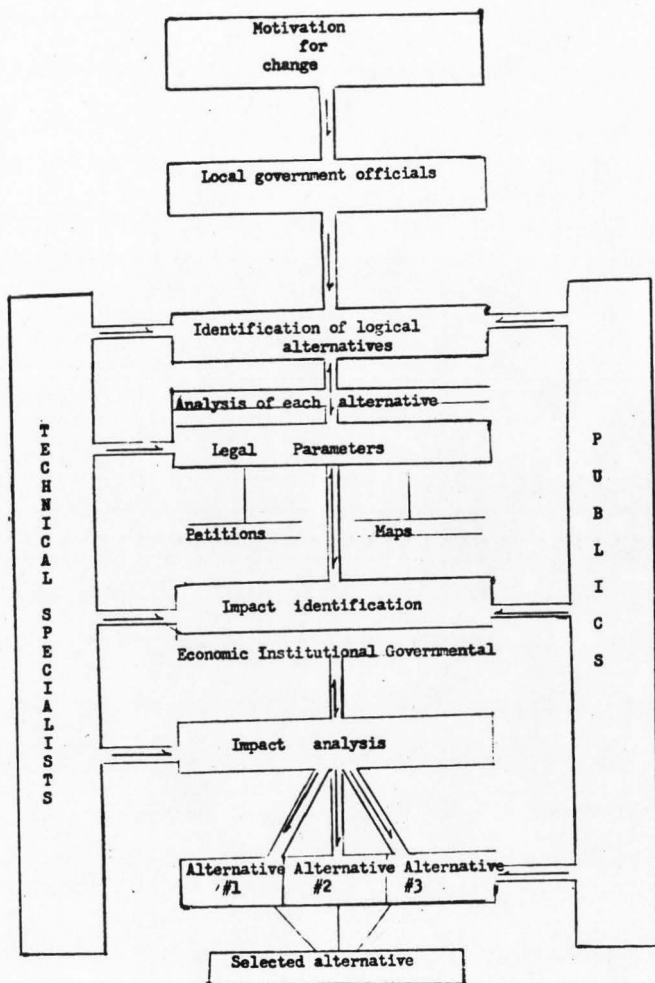 Motivation
for
change
Local government officials
Identification of logical
alternatives
Analysis of each alternative
Legal Parameters
Petitions Maps
Impact identification
Economic Institutional Governmental
Impact analysis
Alternative Alternative Alternative
#1 #2 #3
Selected alternative
TECHNICAL SPECIALISTS
PUBLICS